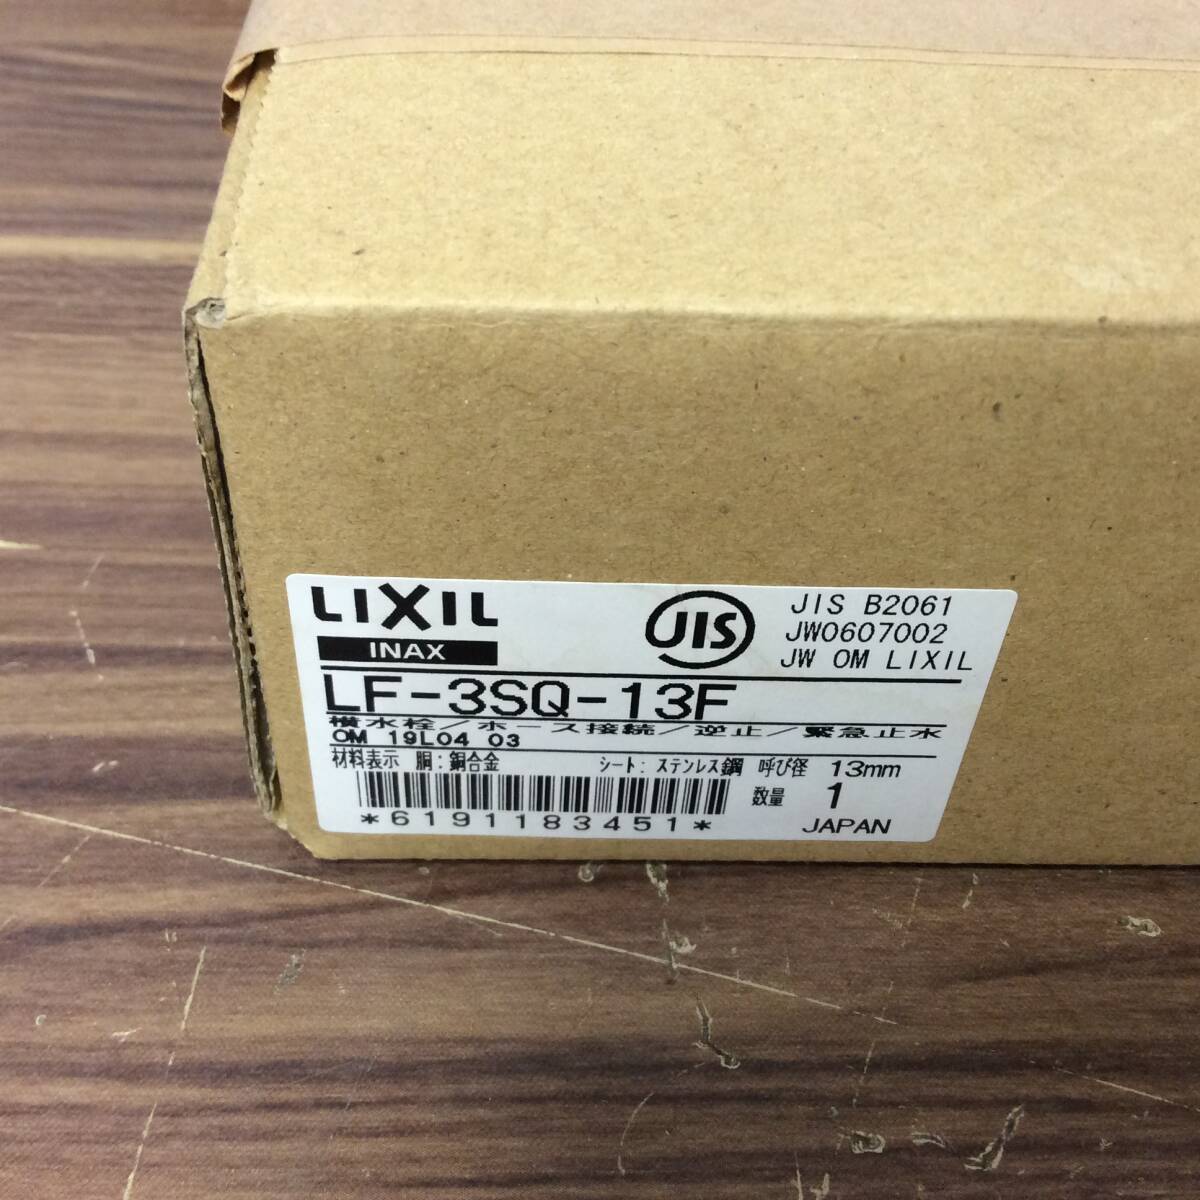 LIXIL
INAX
JIS
JIS B2061
JW0607002
JW OM LIXIL
LF-3SQ-13F
横水栓/ホース接続/逆止/緊急止水
OM 19L04 03
材料表示 胴:銅合金 シート:ステンレス鋼 呼び径 13mm
数量 1
*6191183451*
JAPAN